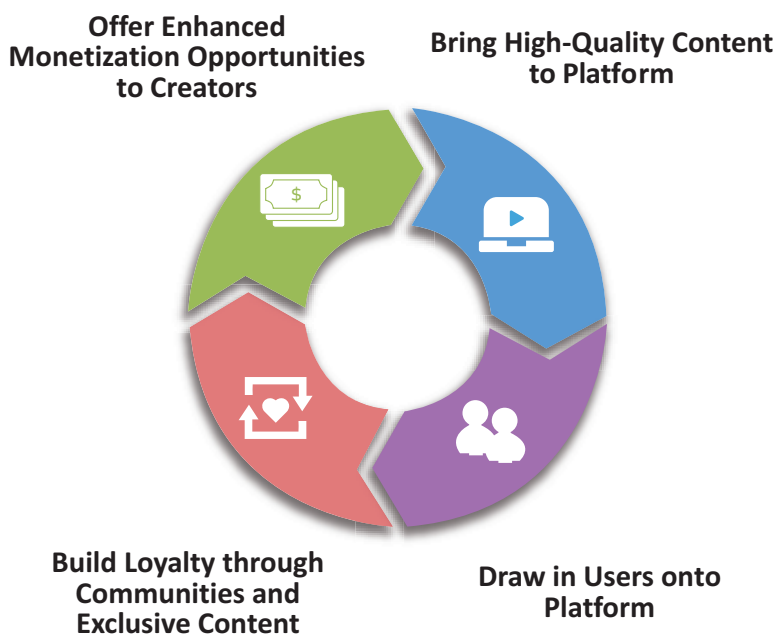 Offer Enhanced
Monetization Opportunities
to Creators
Bring High-Quality Content
to Platform
$
Build Loyalty through
Communities and
Exclusive Content
Draw in Users onto
Platform